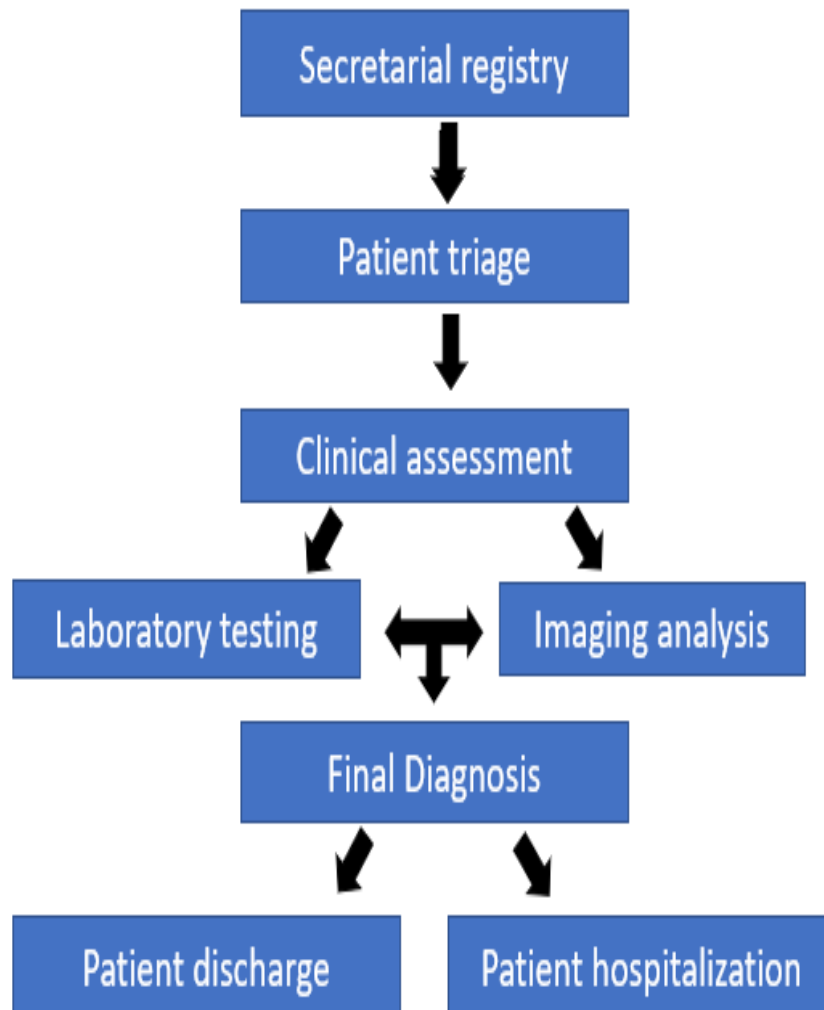 Secretarial registry
Patient triage
Clinical assessment
Laboratory testing
Imaging analysis
Final Diagnosis
Patient discharge
Patient hospitalization